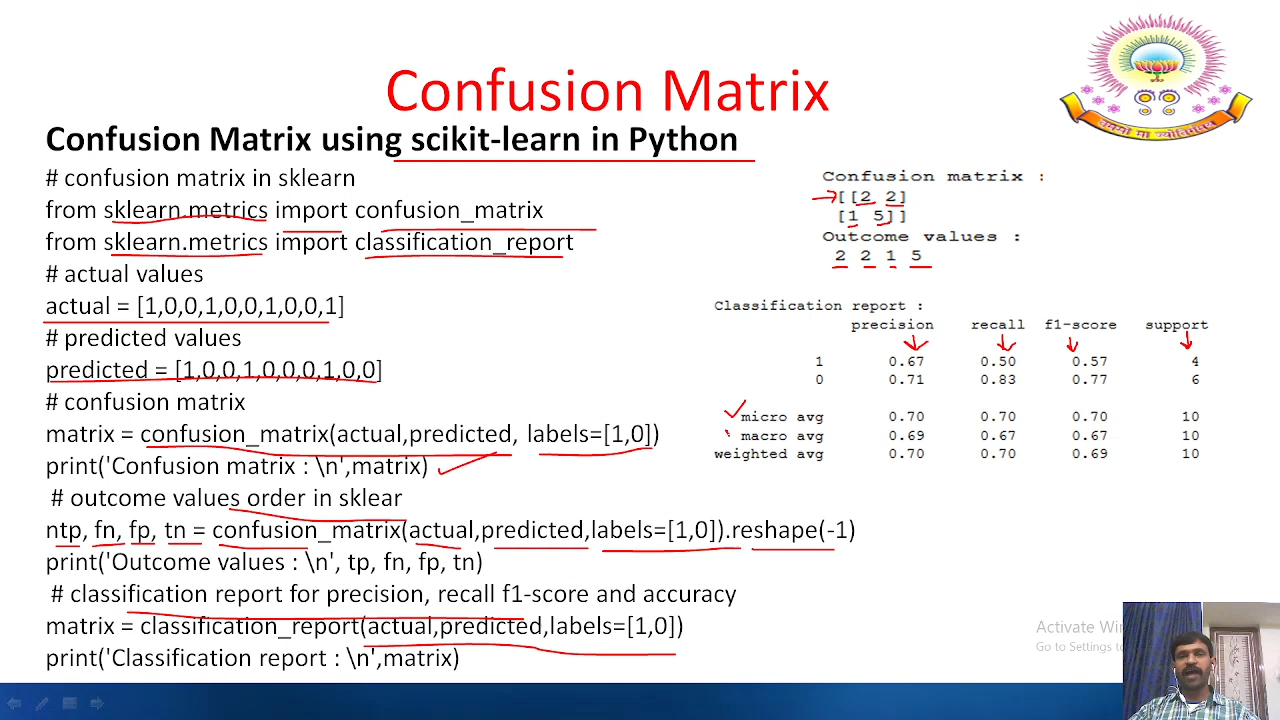 Confusion Matrix
Confusion Matrix using scikit-learn in Python
# confusion matrix in sklearn
from sklearn.metrics import confusion_matrix
from sklearn.metrics import classification_report
# actual values
actual = [1,0,0,1,0,0,1,0,0,1]
# predicted values
predicted = [1,0,0,1,0,0,0,1,0,0]
# confusion matrix
matrix = confusion_matrix(actual,predicted, labels=[1,0])
print('Confusion matrix : \n',matrix)
# outcome values order in sklear
ntp, fn, fp, tn = confusion_matrix(actual,predicted,labels=[1,0]).reshape(-1)
print('Outcome values : \n', tp, fn, fp, tn)
# classification report for precision, recall f1-score and accuracy
matrix = classification_report(actual,predicted,labels=[1,0])
print('Classification report : \n',matrix)
Confusion matrix :
[[2 2]
[1 5]]
Outcome values :
2 2 1 5
Classification report :
precision recall f1-score support
1 0.67 0.50 0.57 4
0 0.71 0.83 0.77 6
micro avg 0.70 0.70 0.70 10
macro avg 0.69 0.67 0.67 10
weighted avg 0.70 0.70 0.69 10
तमसो मा ज्योतिर्गमय
Activate Wi
Go to Settings t